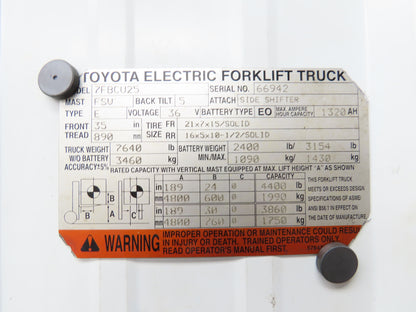 TOYOTA ELECTRIC FORKLIFT TRUCK
7FBCU25 SERIAL NO. 66942
MAST FSV BACK TILT 5 ATTACH SIDE SHIFTER
TYPE E VOLTAGE 36 V BATTERY TYPE EO MAX AMPERE HOUR CAPACITY 1320 AH
FRONT 35 in TIRE FR 21x7x15/SOLID
TREAD 890 mm SIZE RR 16x5x10-1/2/SOLID
TRUCK WEIGHT 7640 lb BATTERY WEIGHT 2400 lb 3154 lb
W/O BATTERY 3460 kg MIN./MAX. 1090 kg 1430 kg
ACCURACY±5%
RATED CAPACITY WITH VERTICAL MAST EQUIPPED AT MAX. LIFT HEIGHT "A" AS SHOWN
A B C CAPACITY
in 189 24 0 4400 lb
mm 4800 600 0 1990 kg
in 189 30 0 3860 lb
mm 4800 760 0 1750 kg
A B B C
THIS FORKLIFT TRUCK
MEETS OR EXCEEDS DESIGN
SPECIFICATIONS OF ASME/
ANSI B56.1 IN EFFECT ON
MANUFACTURE DATE.
WARNING
IMPROPER OPERATION OR MAINTENANCE COULD RESUL
IN INJURY OR DEATH. TRAINED OPERATORS ONLY.
READ OPERATOR'S MANUAL FIRST.